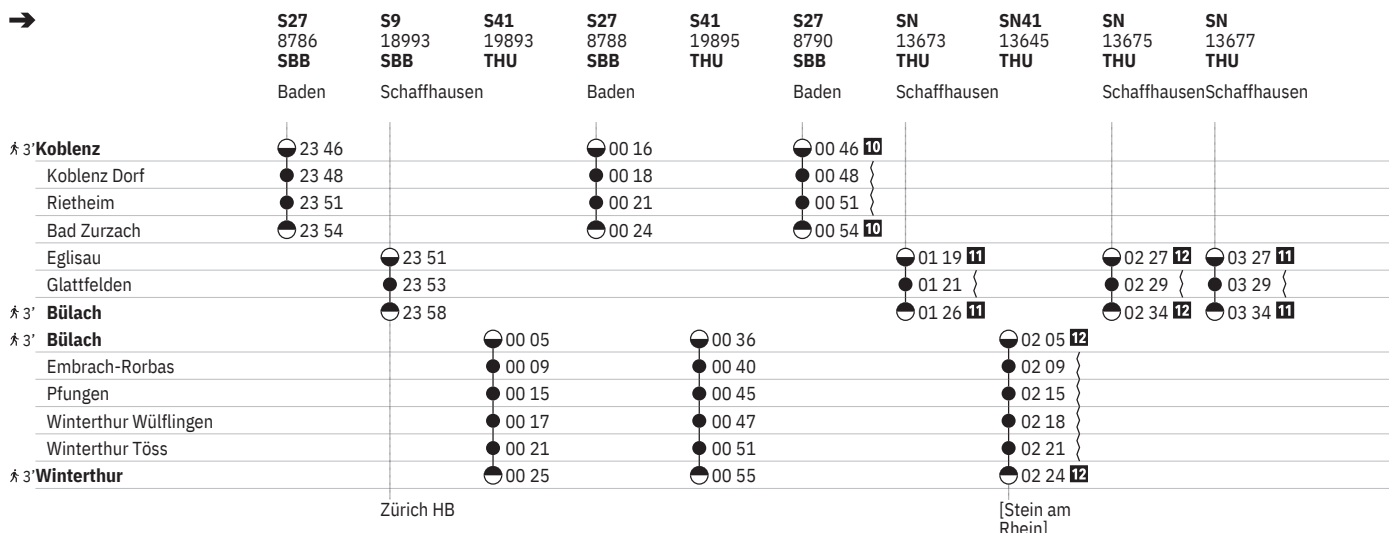 ➔ S27 S9 S41 S27 S41 S27 SN SN41 SN SN
8786 18993 19893 8788 19895 8790 13673 13645 13675 13677
SBB SBB THU SBB THU SBB THU THU THU THU
Baden Schaffhausen Baden Baden Schaffhausen Schaffhausen Schaffhausen
3' Koblenz 23 46 00 16 00 46 10
Koblenz Dorf 23 48 00 18 00 48
Rietheim 23 51 00 21 00 51
Bad Zurzach 23 54 00 24 00 54 10
Eglisau 23 51 01 19 11 02 27 12 03 27 11
Glattfelden 23 53 01 21 02 29 03 29
3' Bülach 23 58 01 26 11 02 34 12 03 34 11
3' Bülach 00 05 00 36 02 05 12
Embrach-Rorbas 00 09 00 40 02 09
Pfungen 00 15 00 45 02 15
Winterthur Wülflingen 00 17 00 47 02 18
Winterthur Töss 00 21 00 51 02 21
3' Winterthur 00 25 00 55 02 24 12
Zürich HB [Stein am
Rhein]